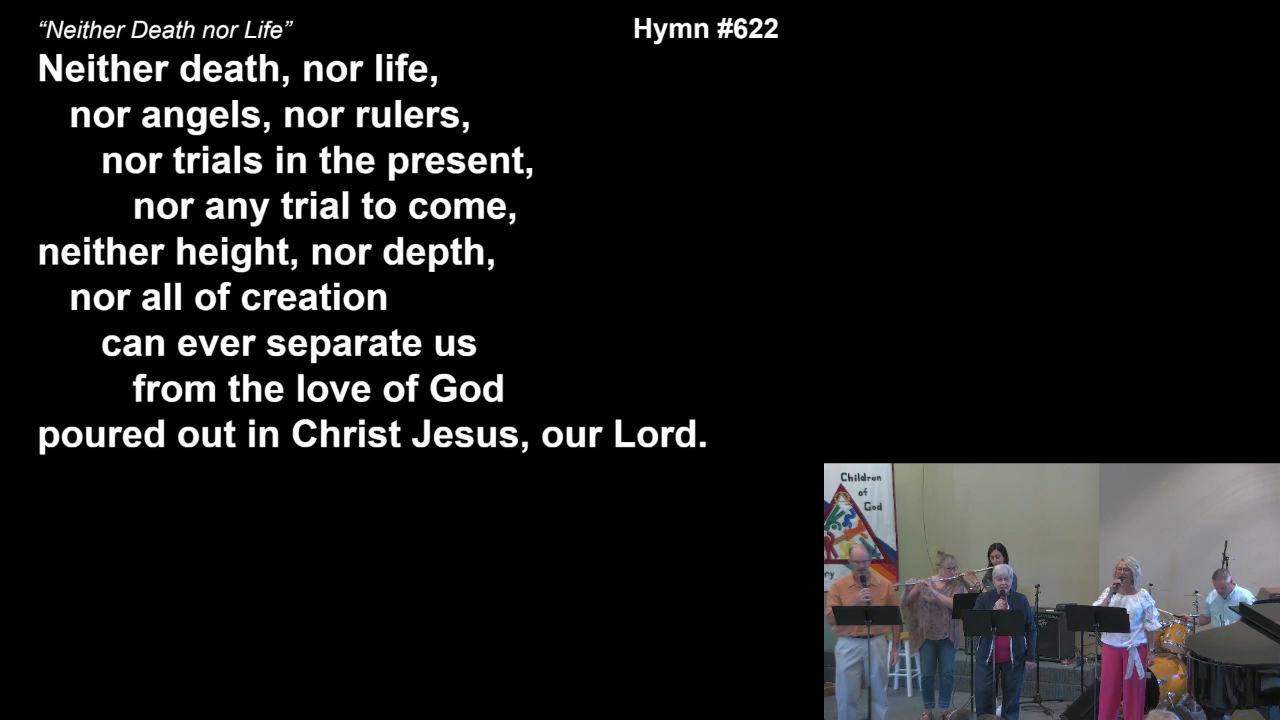 “Neither Death nor Life”
Hymn #622
Neither death, nor life,
nor angels, nor rulers,
nor trials in the present,
nor any trial to come,
neither height, nor depth,
nor all of creation
can ever separate us
from the love of God
poured out in Christ Jesus, our Lord.
Children
of
God